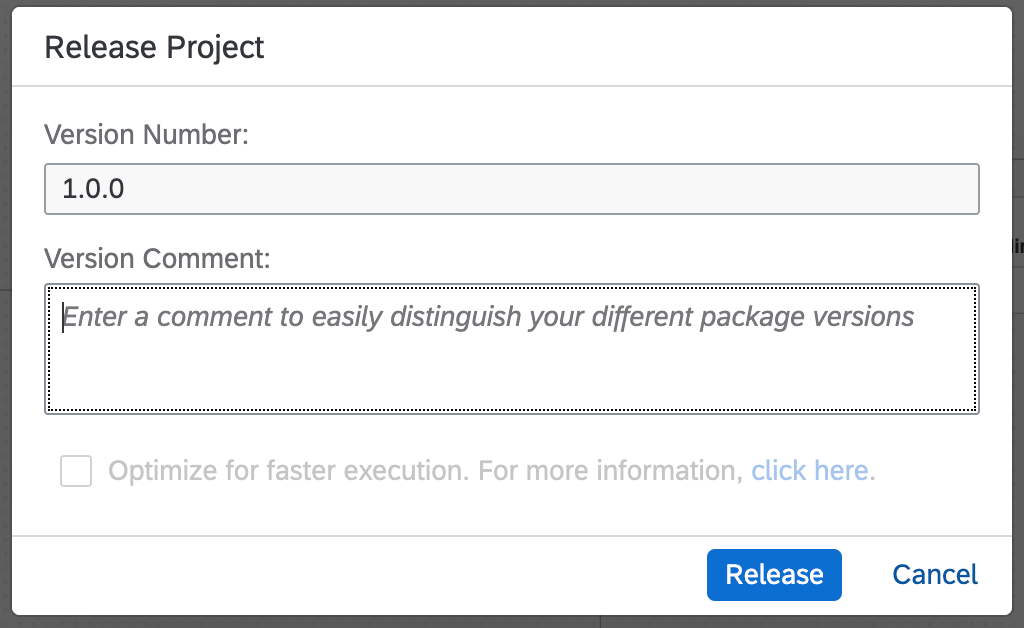 Release Project
Version Number:
1.0.0
Version Comment:
Enter a comment to easily distinguish your different package versions
Optimize for faster execution. For more information, click here.
Release
Cancel